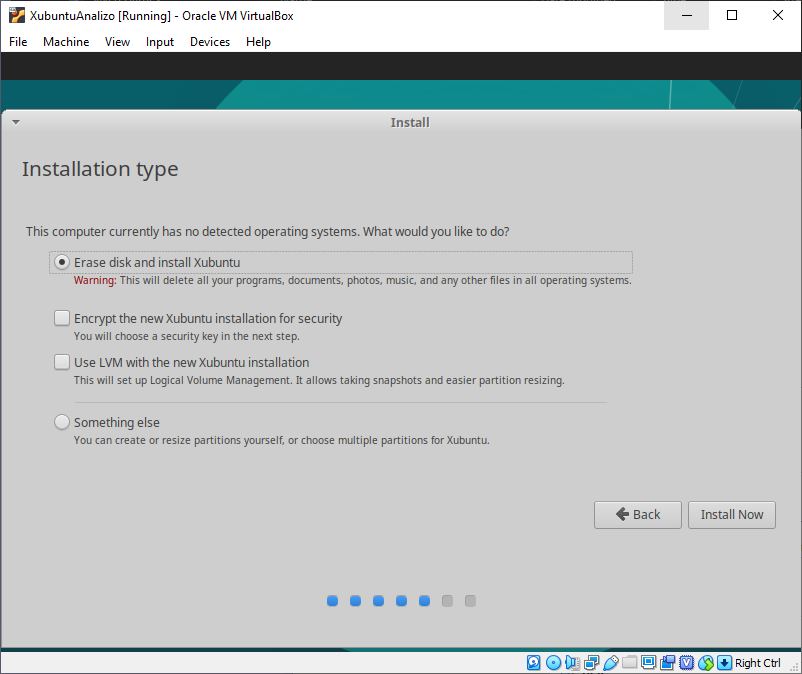 XubuntuAnalizo [Running] - Oracle VM VirtualBox
File Machine View Input Devices Help
Install
Installation type
This computer currently has no detected operating systems. What would you like to do?
Erase disk and install Xubuntu
Warning: This will delete all your programs, documents, photos, music, and any other files in all operating systems.
Encrypt the new Xubuntu installation for security
You will choose a security key in the next step.
Use LVM with the new Xubuntu installation
This will set up Logical Volume Management. It allows taking snapshots and easier partition resizing.
Something else
You can create or resize partitions yourself, or choose multiple partitions for Xubuntu.
Back Install Now
Right Ctrl